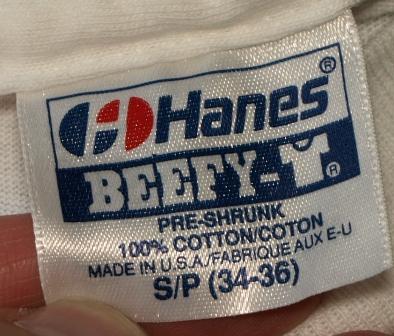 Hanes®
BEEFY-T®
PRE-SHRUNK
100% COTTON/COTON
MADE IN U.S.A./FABRIQUE AUX E-U
S/P (34-36)